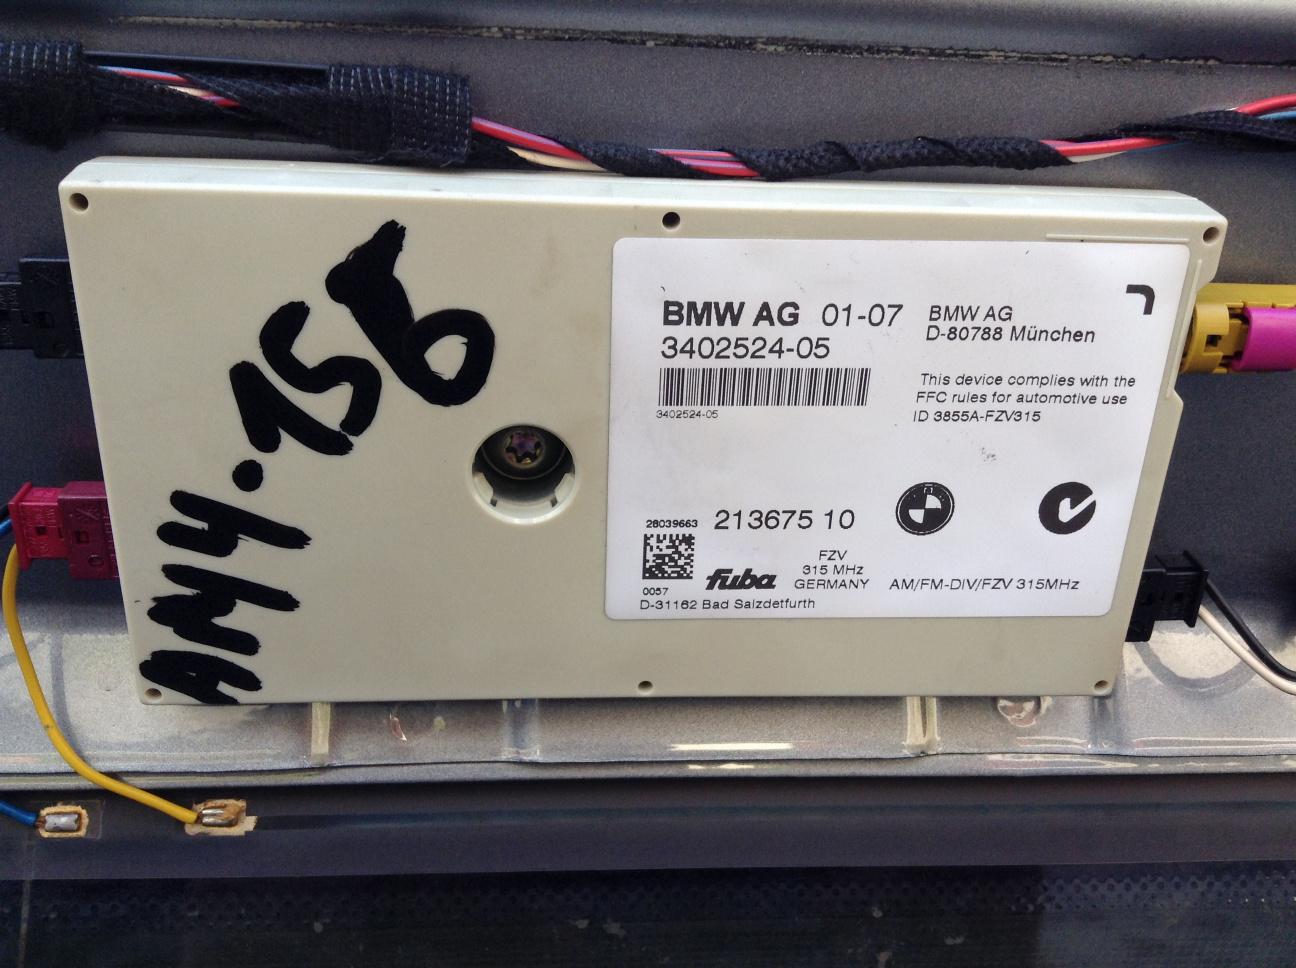 AM44.156
BMW AG 01-07
3402524-05
3402524-05
BMW AG
D-80788 München
This device complies with the
FFC rules for automotive use
ID 3855A-FZV315
28039663 213675 10
0057
fuba
FZV
315 MHz
GERMANY
AM/FM-DIV/FZV 315MHz
D-31162 Bad Salzdetfurth